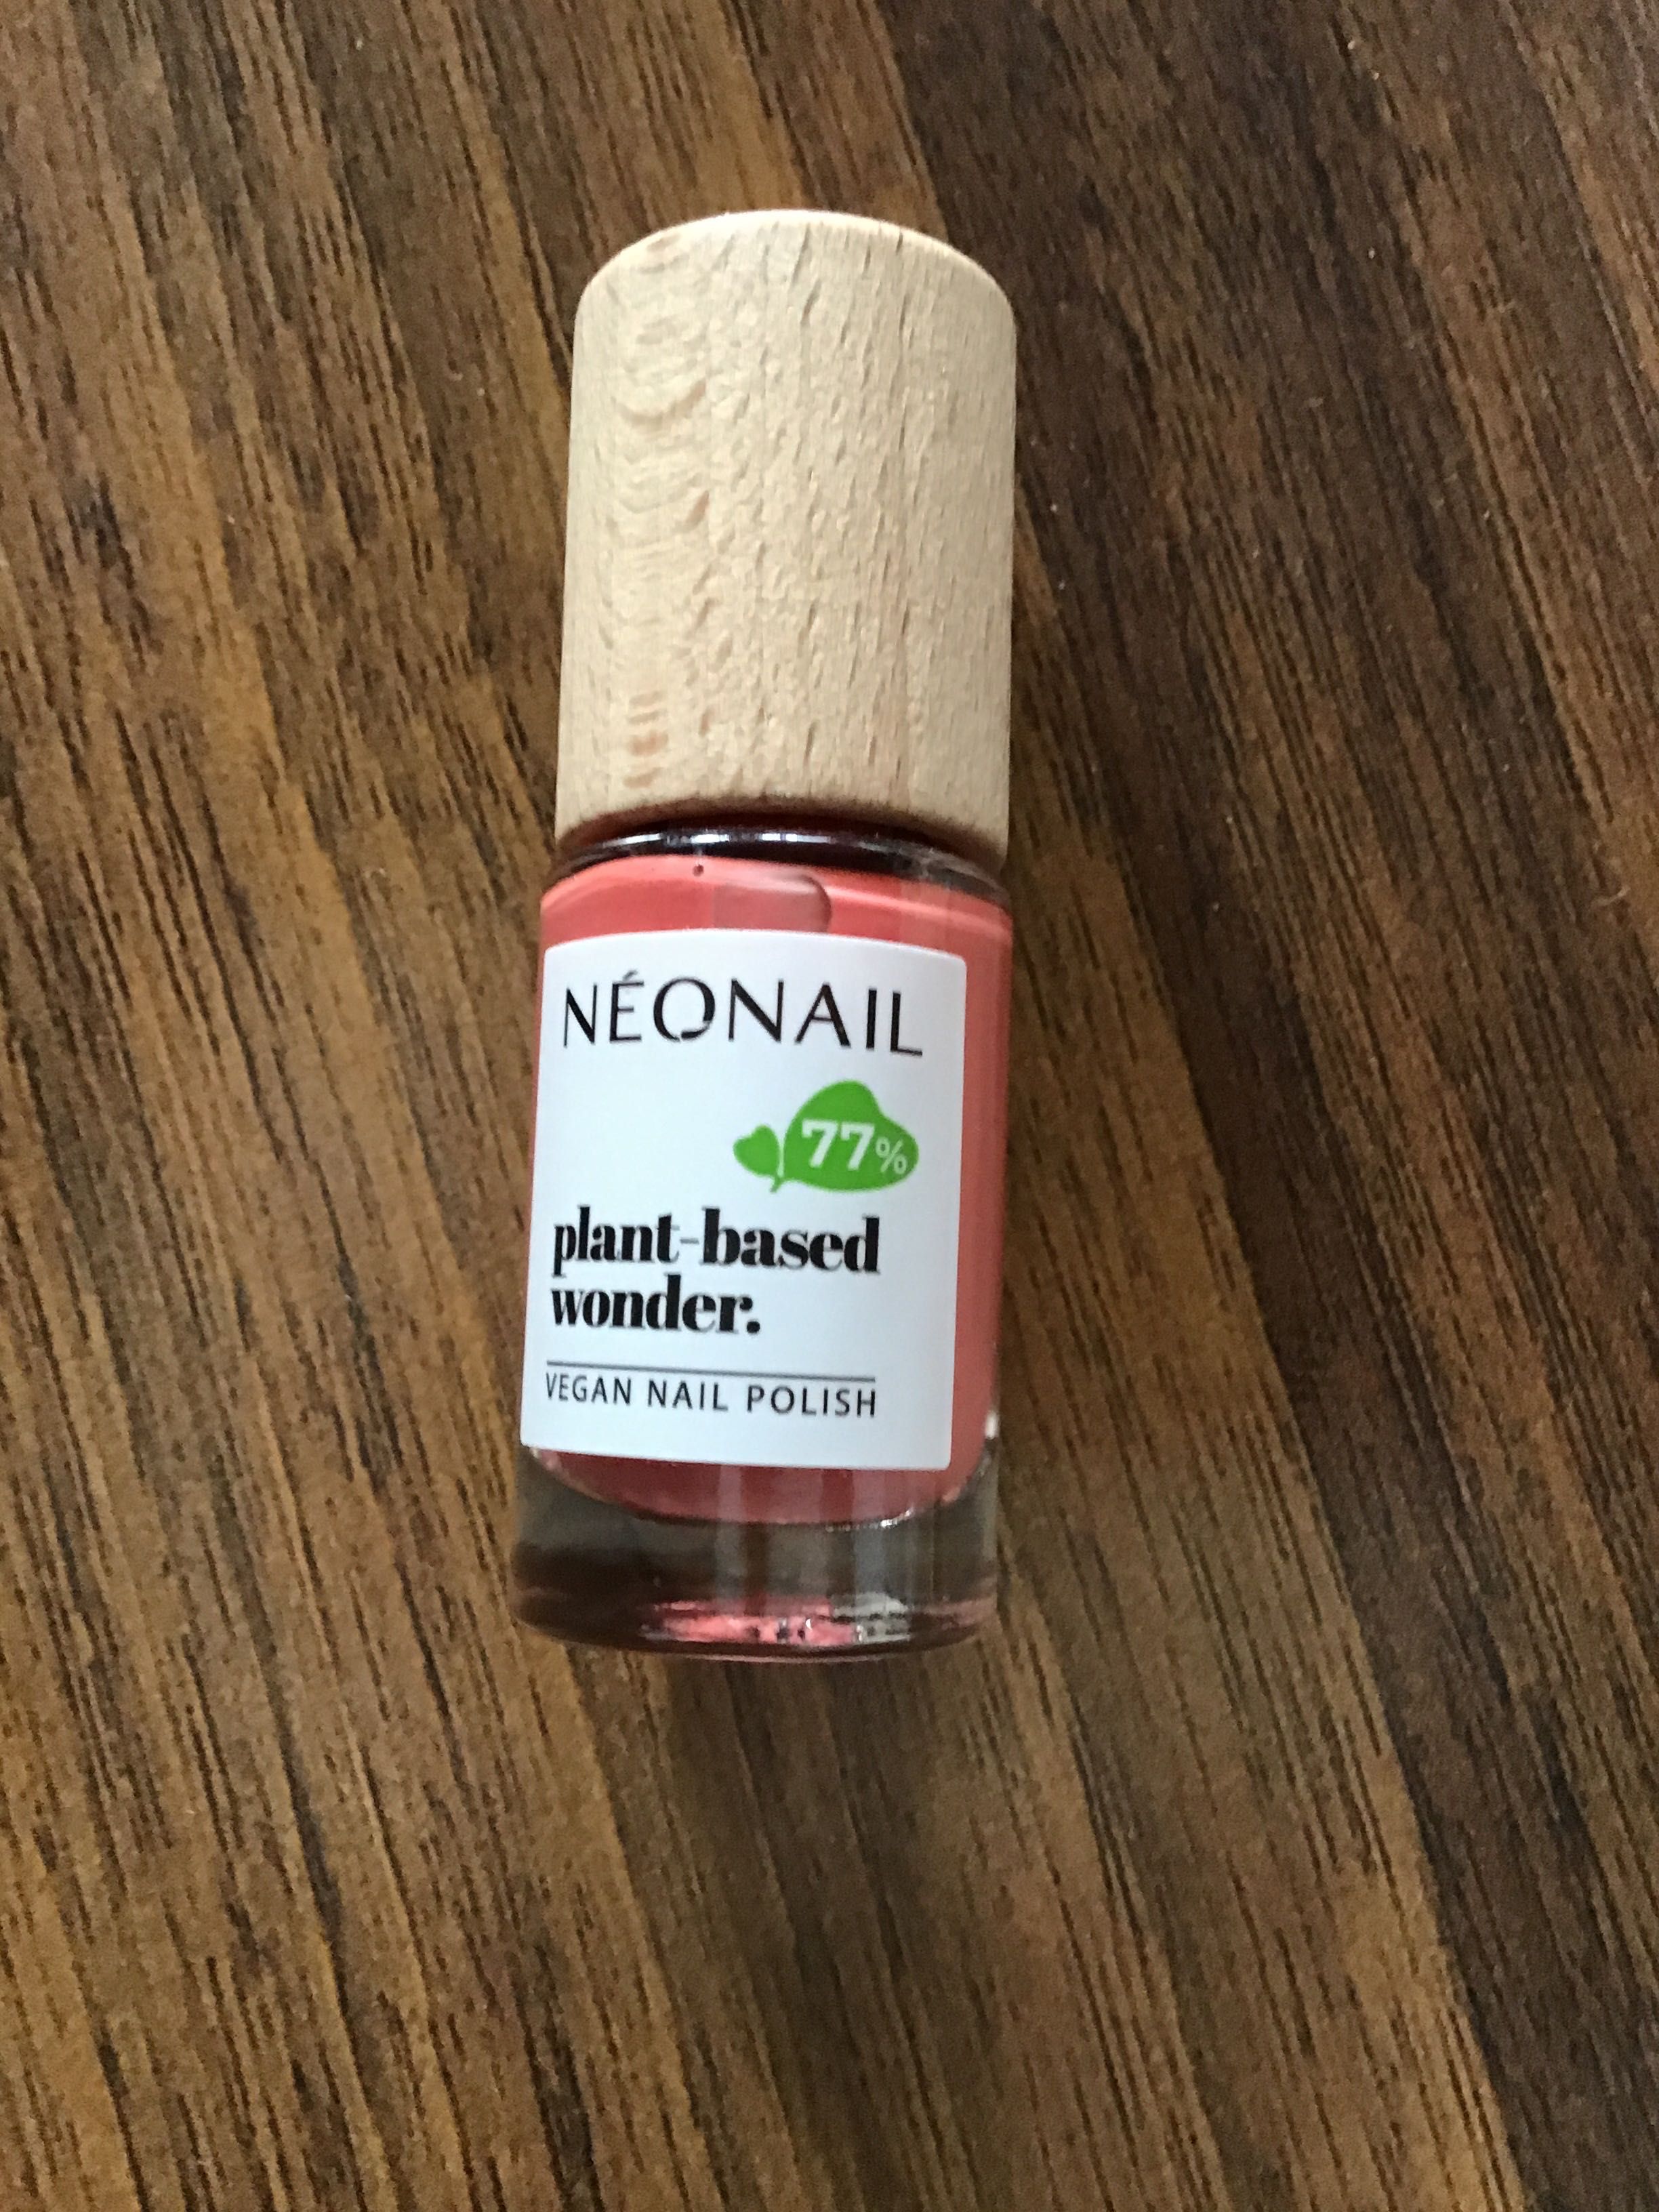 NÉONAIL
77%
plant-based
wonder.
VEGAN NAIL POLISH